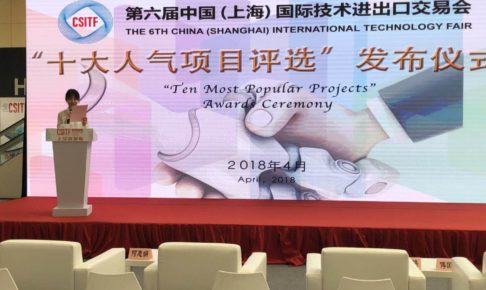 CSITF
第六届中国(上海)国际技术进出口交易会
THE 6TH CHINA (SHANGHAI) INTERNATIONAL TECHNOLOGY FAIR
“十大人气项目评选”发布仪式
“Ten Most Popular Projects”
Awards Ceremony
2018年4月
April, 2018
H
CSITF
CSITF